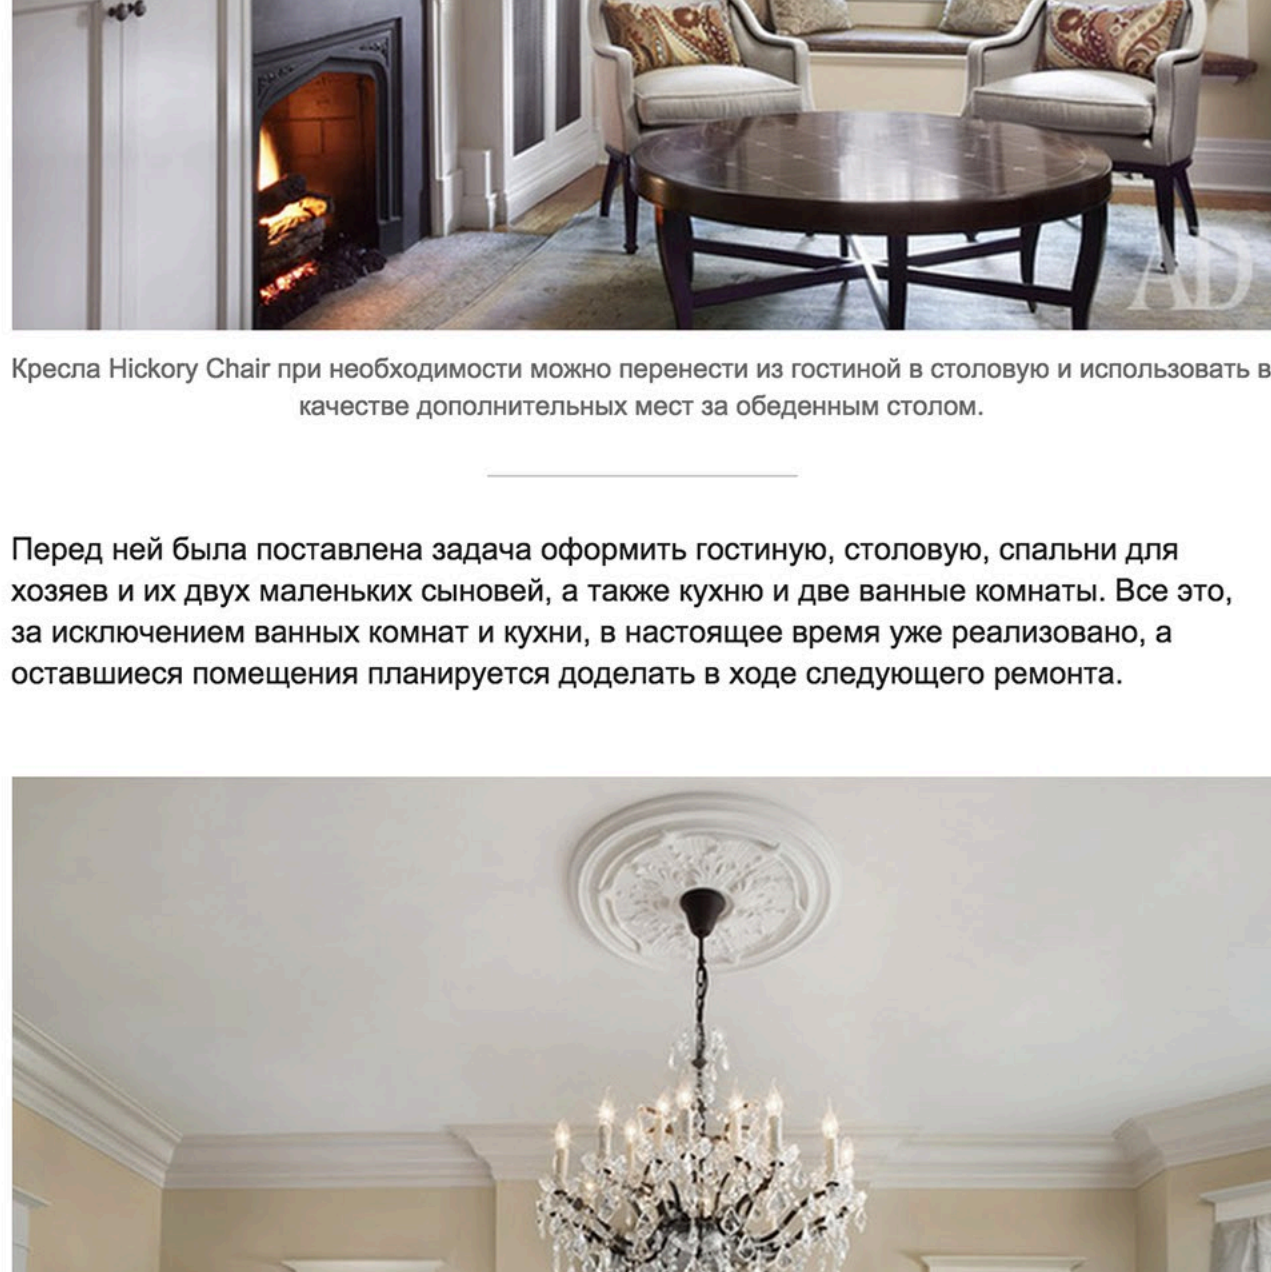 AD
Кресла Hickory Chair при необходимости можно перенести из гостиной в столовую и использовать в
качестве дополнительных мест за обеденным столом.
Перед ней была поставлена задача оформить гостиную, столовую, спальни для
хозяев и их двух маленьких сыновей, а также кухню и две ванные комнаты. Все это,
за исключением ванных комнат и кухни, в настоящее время уже реализовано, а
оставшиеся помещения планируется доделать в ходе следующего ремонта.